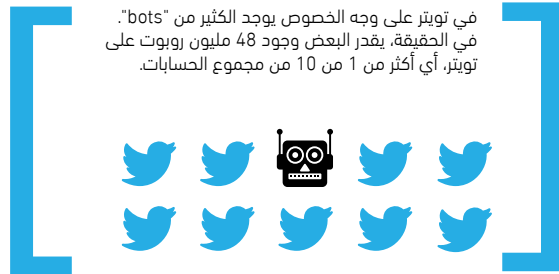 في تويتر على وجه الخصوص يوجد الكثير من "bots".
في الحقيقة، يقدر البعض وجود 48 مليون روبوت على
تويتر، أي أكثر من 1 من 10 من مجموع الحسابات.